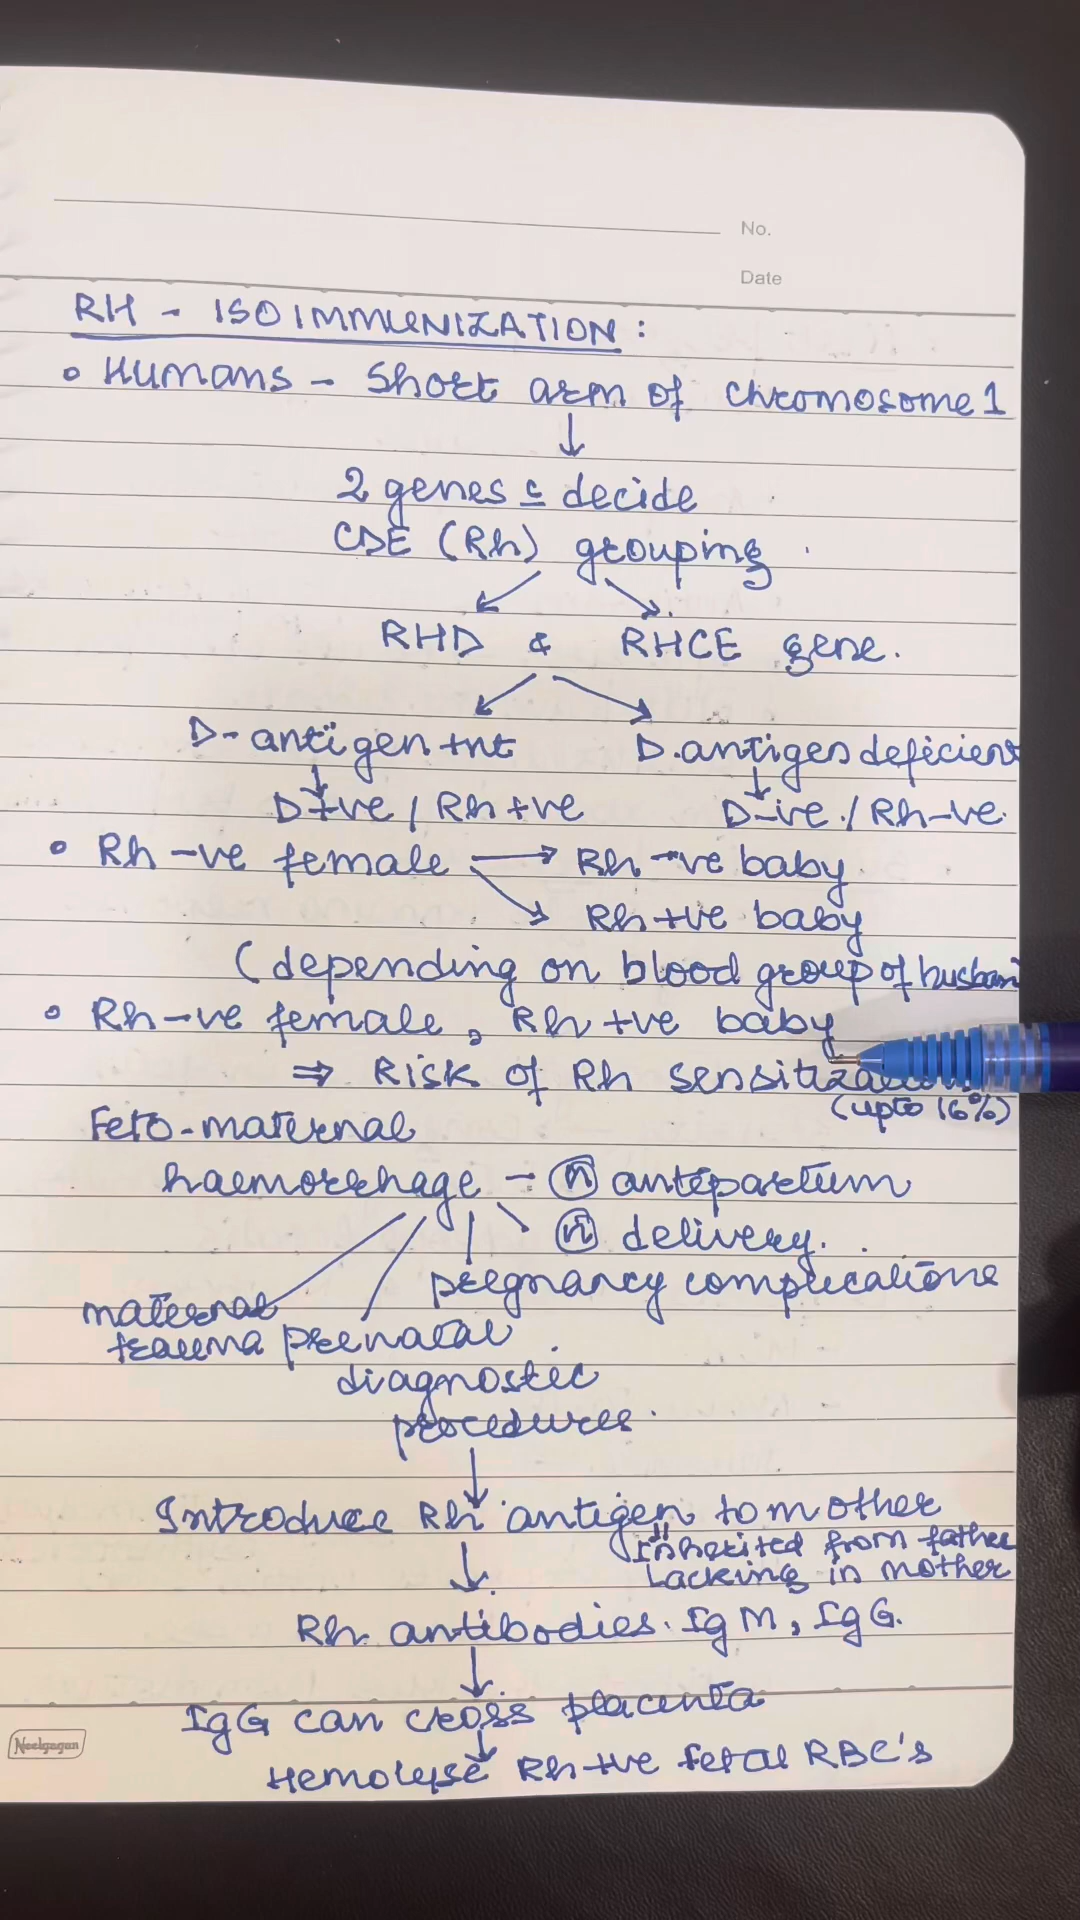 No.
Date
RH - ISOIMMUNIZATION :
• Humans - Short arm of chromosome 1
↓
2 genes c̄ decide
CDE (Rh) grouping
RHD & RHCE gene.
D-antigen +nt D.antigen deficient
D+ve / Rh +ve D-ve / Rh-ve.
• Rh -ve female → Rh -ve baby
Rh +ve baby
(depending on blood group of husban
• Rh -ve female, Rh +ve baby
⇒ Risk of Rh
(upto 16%)
Feto-maternal
haemorrhage - (n) antepartum
(n) delivery.
pregnancy complications
maternal
trauma prenatal
diagnostic
procedures.
↓
Introduce Rh antigen to mother
Inherited from father
Lacking in mother
↓
Rh antibodies. IgM, IgG.
↓
IgG can cross placenta
↓
Hemolyse Rh+ve fetal RBC's
Neelgagan